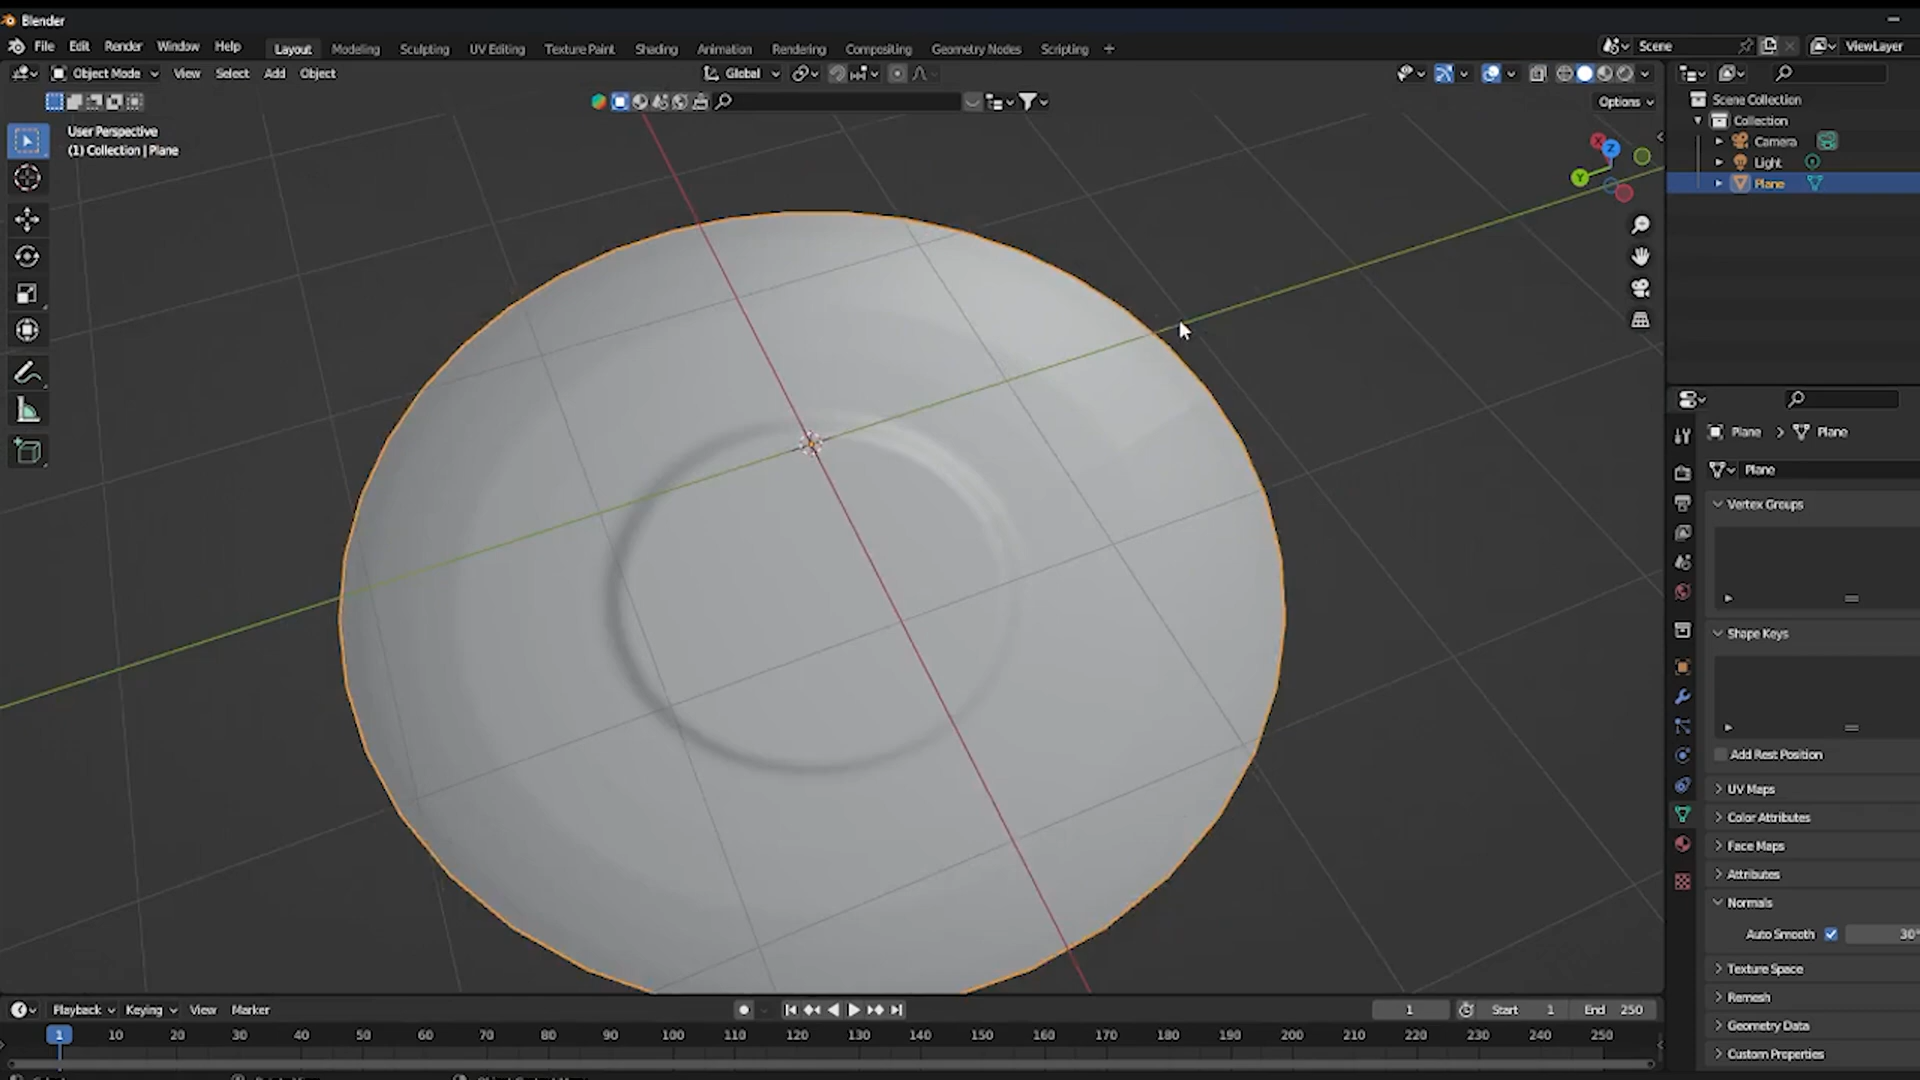 Blender
File Edit Render Window Help Layout Modeling Sculpting UV Editing Texture Paint Shading Animation Rendering Compositing Geometry Nodes Scripting + Scene ViewLayer
Object Mode View Select Add Object Global
Options
User Perspective
(1) Collection | Plane
Z
Y
Scene Collection
Collection
Camera
Light
Plane
Plane > Plane
Plane
Vertex Groups
Shape Keys
Add Rest Position
UV Maps
Color Attributes
Face Maps
Attributes
Normals
Auto Smooth 30°
Texture Space
Remesh
Geometry Data
Custom Properties
Playback Keying View Marker 1 Start 1 End 250
1 10 20 30 40 50 60 70 80 90 100 110 120 130 140 150 160 170 180 190 200 210 220 230 240 250